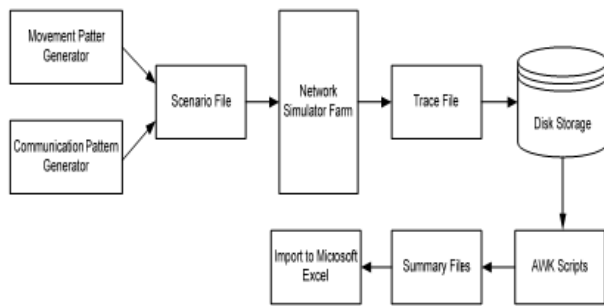 Movement Patter
Generator
Communication Pattern
Generator
Scenario File
Network
Simulator Farm
Trace File
Disk Storage
Import to Microsoft
Excel
Summary Files
AWK Scripts